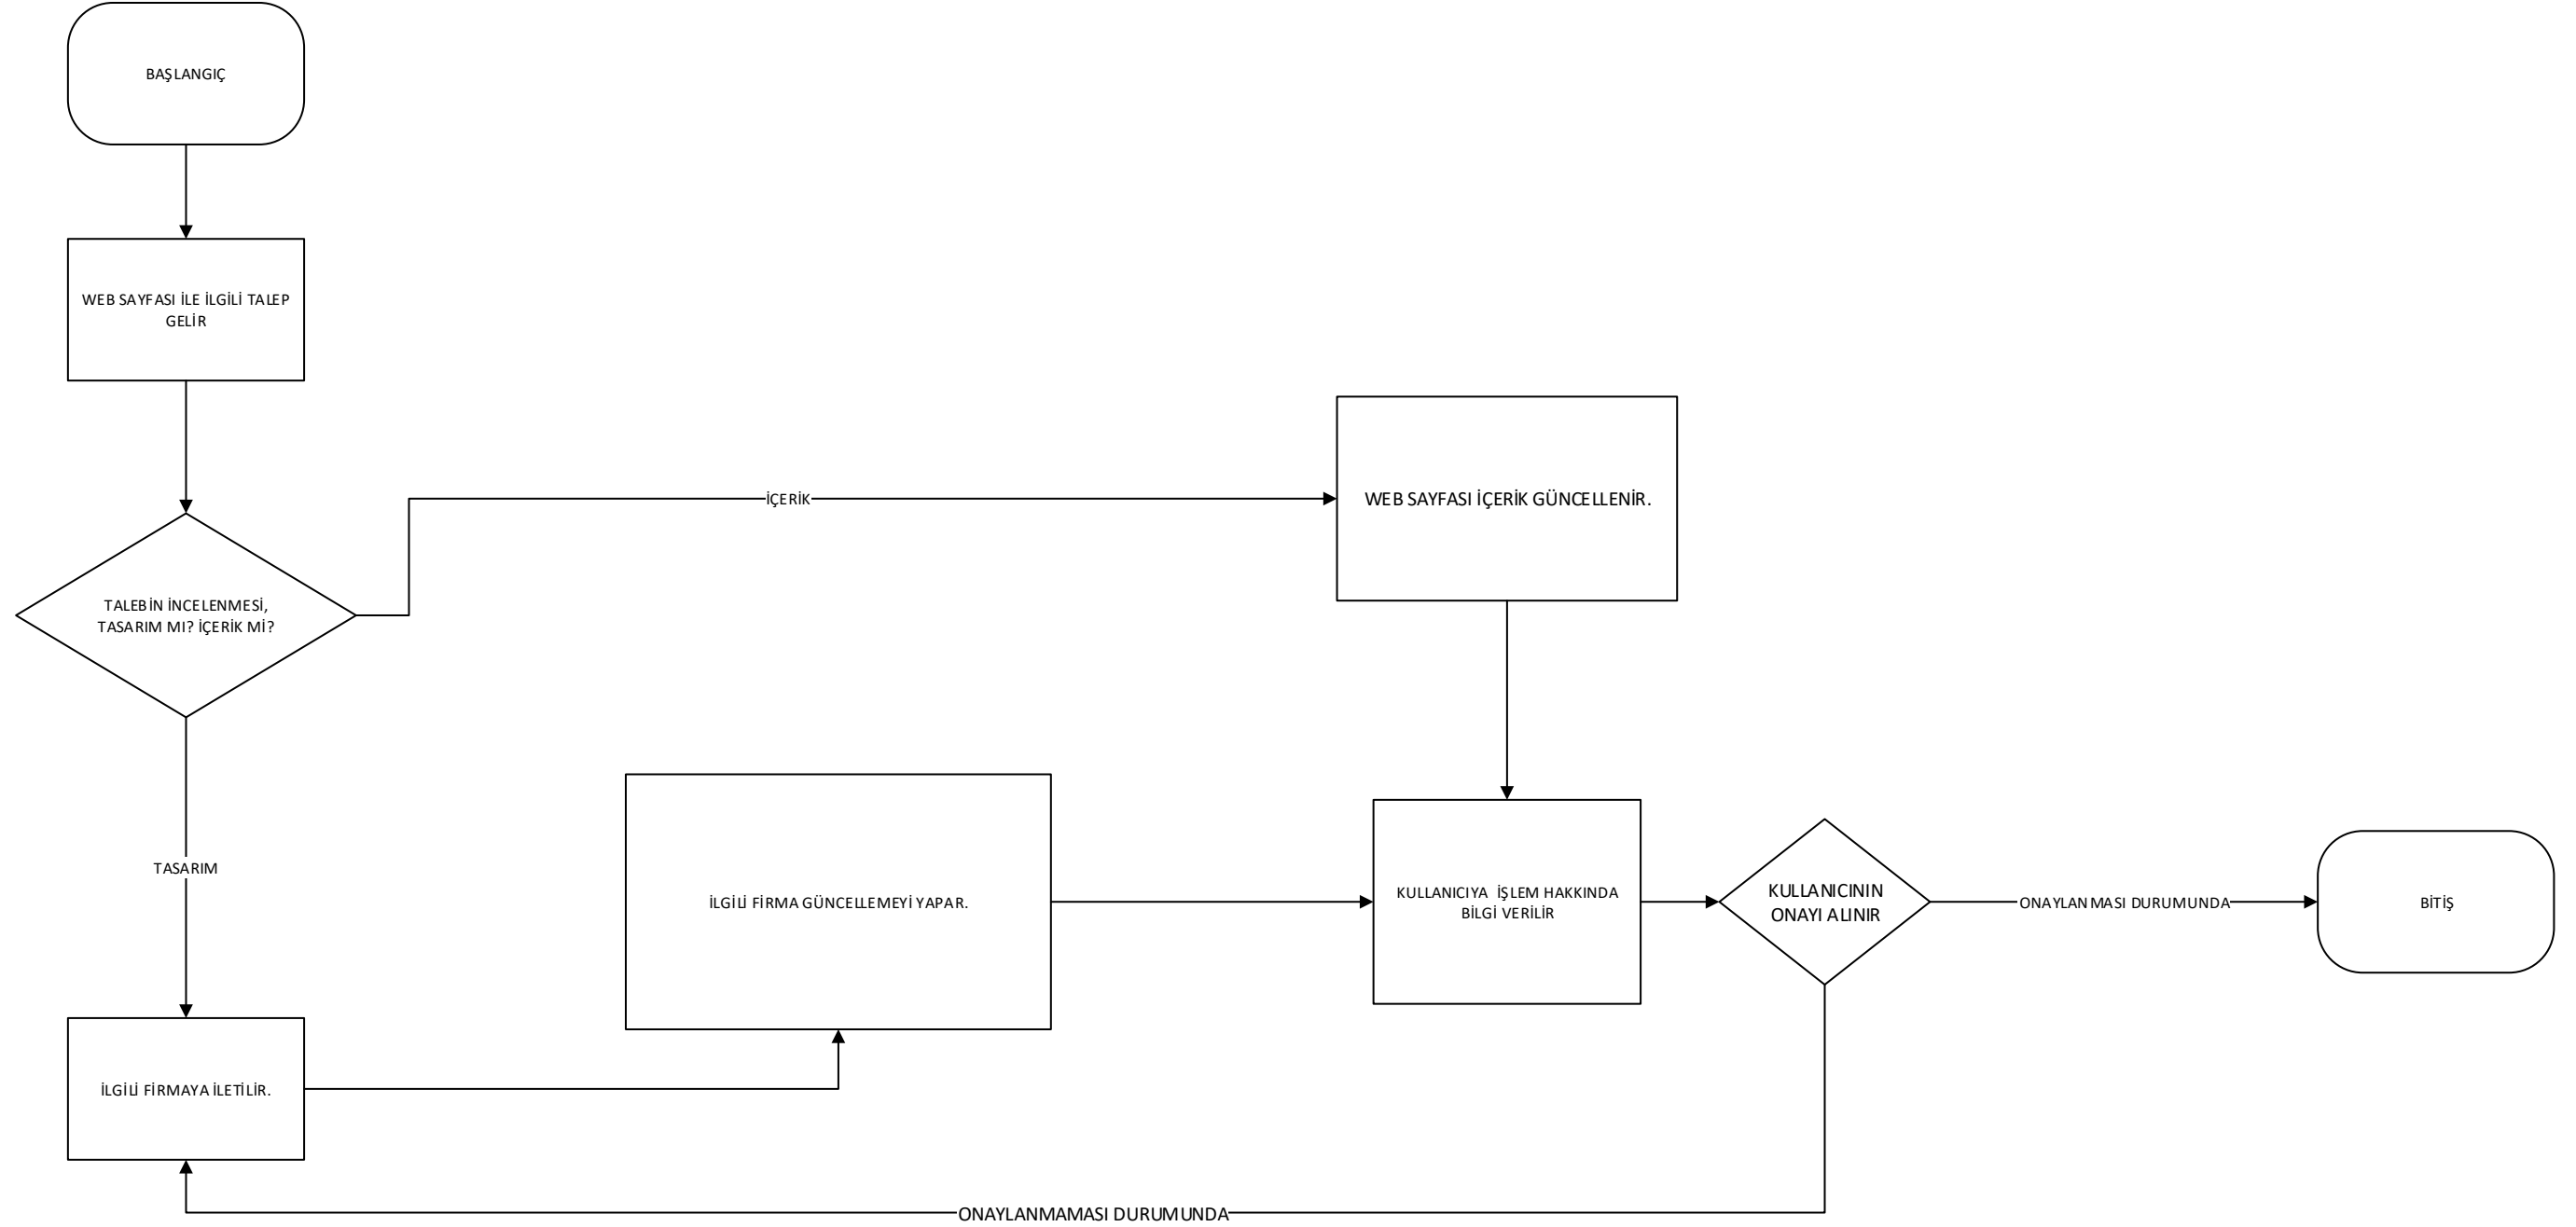 BAŞLANGIÇ
WEB SAYFASI İLE İLGİLİ TALEP
GELİR
TALEBİN İNCELENMESİ,
TASARIM MI? İÇERİK Mİ?
İÇERİK
WEB SAYFASI İÇERİK GÜNCELLENİR.
TASARIM
İLGİLİ FİRMAYA İLETİLİR.
İLGİLİ FİRMA GÜNCELLEMEYİ YAPAR.
KULLANICIYA İŞLEM HAKKINDA
BİLGİ VERİLİR
KULLANICININ
ONAYI ALINIR
ONAYLANMASI DURUMUNDA
BİTİŞ
ONAYLANMAMASI DURUMUNDA